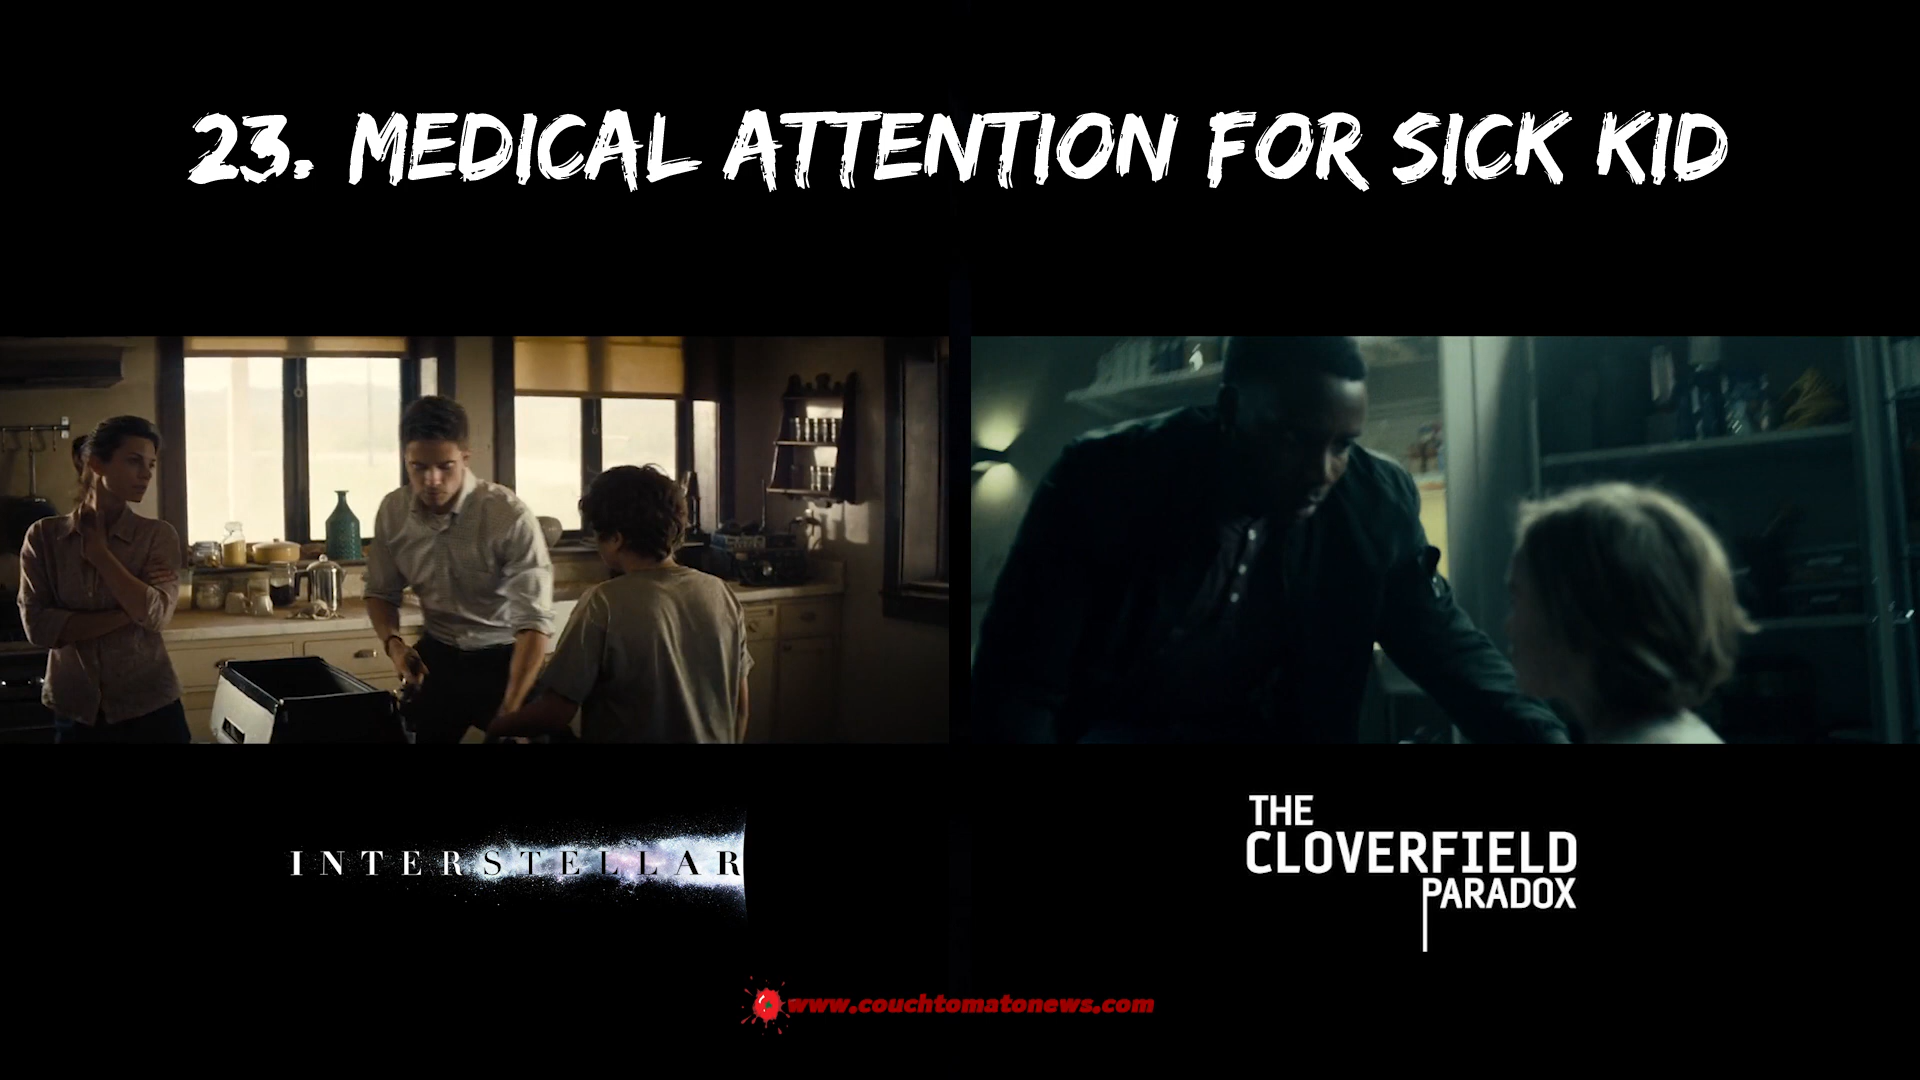 23. MEDICAL ATTENTION FOR SICK KID
INTERSTELLAR
THE
CLOVERFIELD
PARADOX
www.couchtomatonews.com